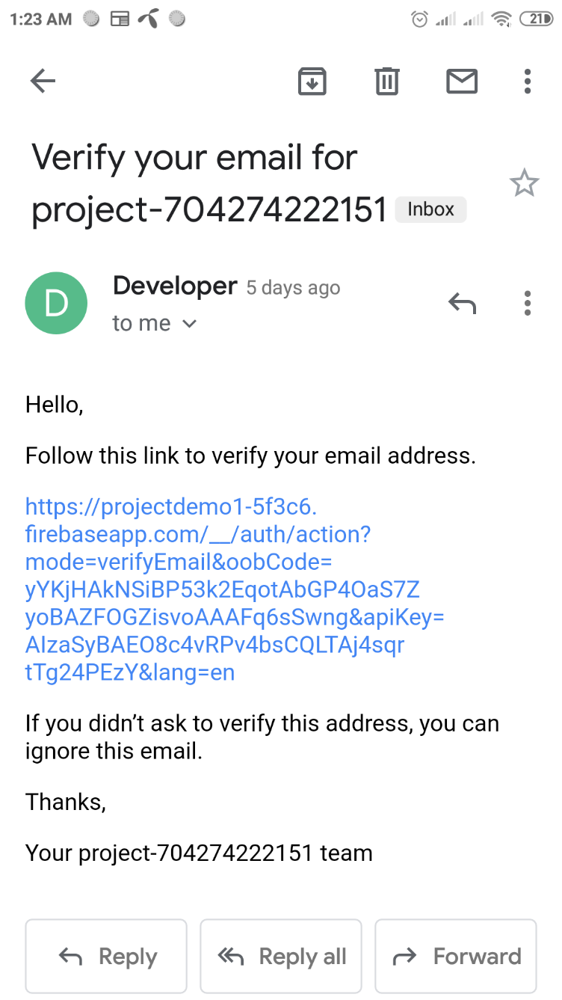 1:23 AM 21
Verify your email for
project-704274222151 Inbox
D
Developer 5 days ago
to me
Hello,
Follow this link to verify your email address.
https://projectdemo1-5f3c6.
firebaseapp.com/__/auth/action?
mode=verifyEmail&oobCode=
yYKjHAkNSiBP53k2EqotAbGP4OaS7Z
yoBAZFOGZisvoAAAFq6sSwng&apiKey=
AIzaSyBAEO8c4vRPv4bsCQLTAj4sqr
tTg24PEzY&lang=en
If you didn’t ask to verify this address, you can
ignore this email.
Thanks,
Your project-704274222151 team
Reply Reply all Forward